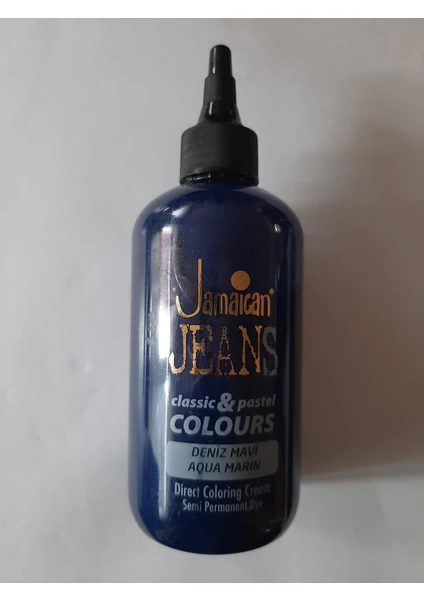 Jamaican
JEANS
classic & pastel
COLOURS
DENİZ MAVİ
AQUA MARIN
Direct Coloring Cream
Semi Permanent Dye